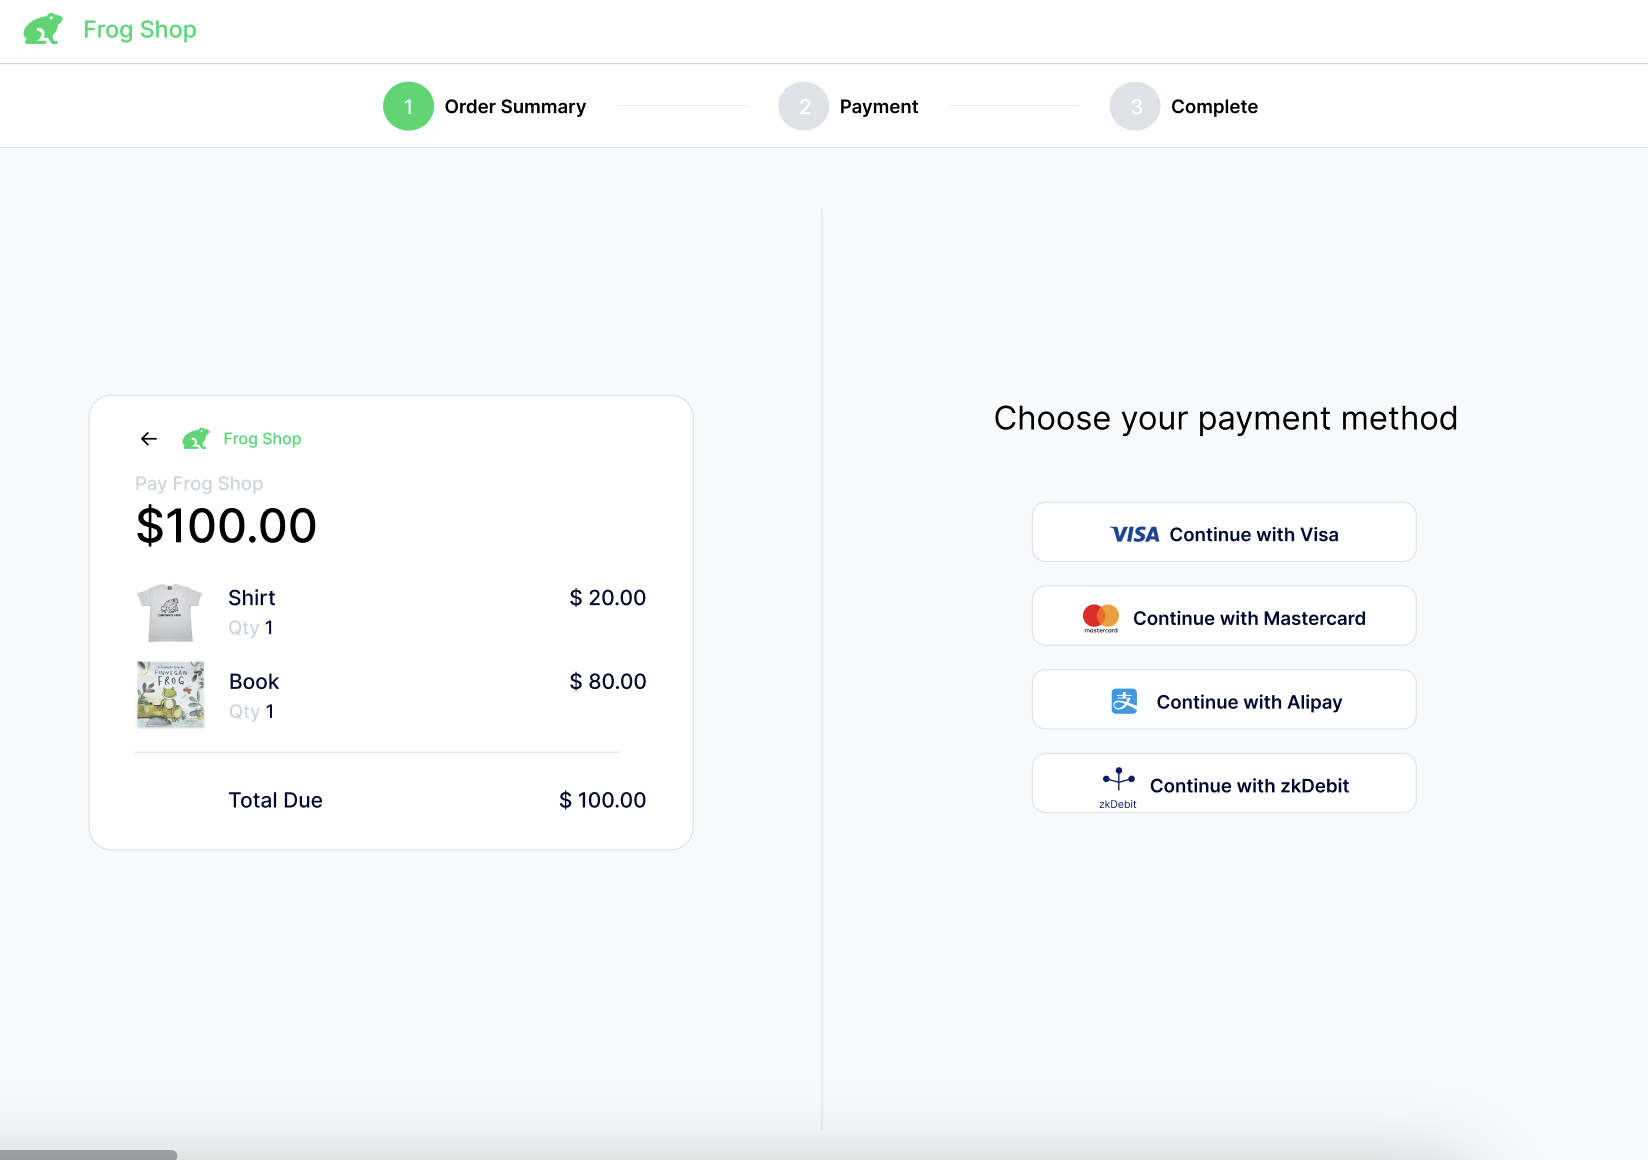 Frog Shop
1 Order Summary
2 Payment
3 Complete
Frog Shop
Pay Frog Shop
$100.00
Shirt $ 20.00
Qty 1
FINNEGAN
FROG
Book $ 80.00
Qty 1
Total Due $ 100.00
Choose your payment method
VISA Continue with Visa
mastercard Continue with Mastercard
支 Continue with Alipay
zkDebit Continue with zkDebit